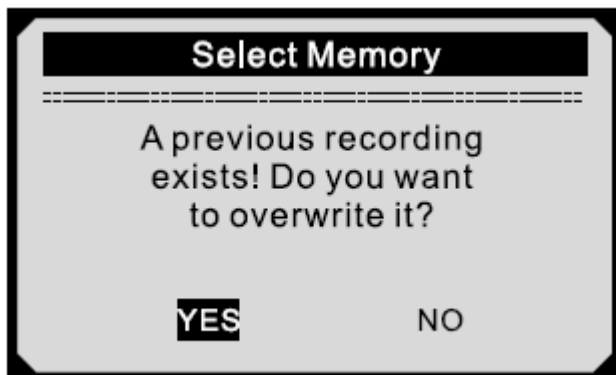 Select Memory
A previous recording
exists! Do you want
to overwrite it?
YES NO